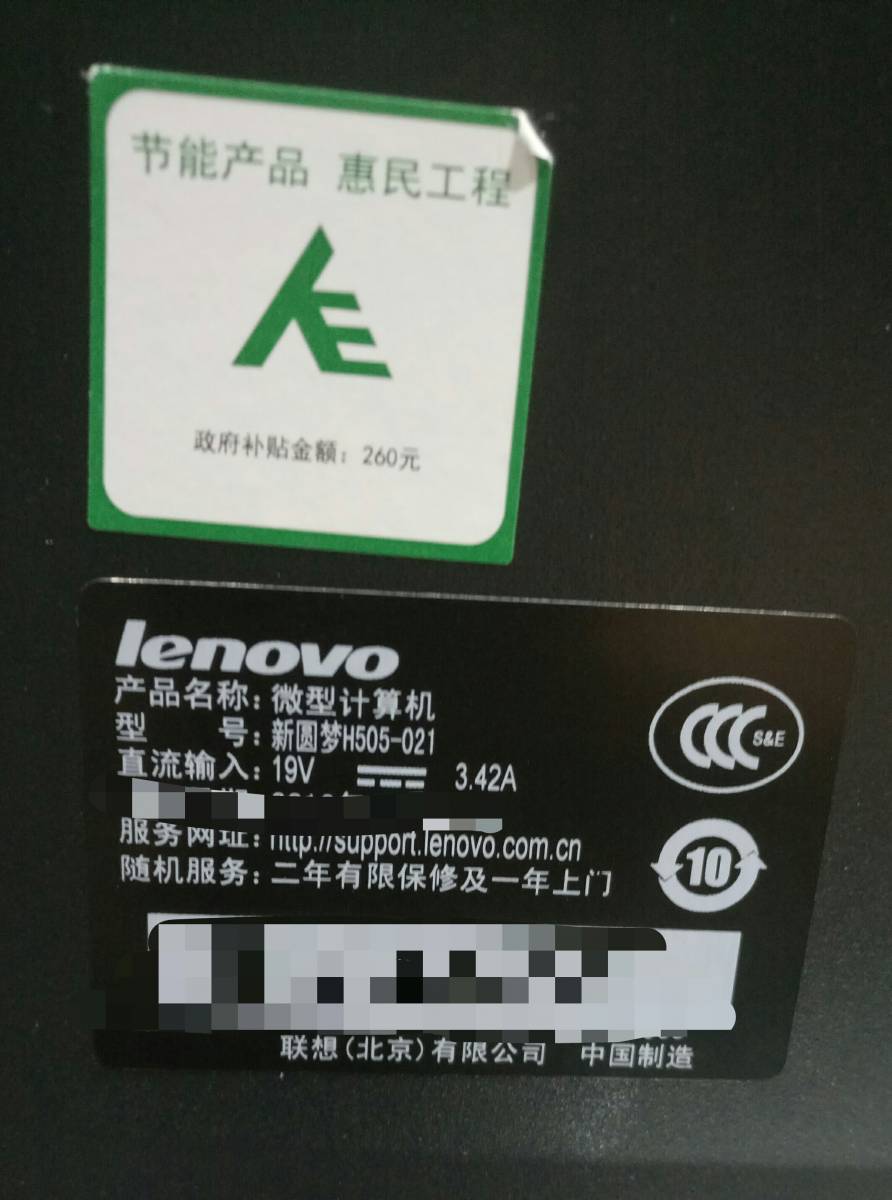 节能产品 惠民工程
政府补贴金额：260元
lenovo
产品名称：微型计算机
型 号：新圆梦H505-021
直流输入：19V 3.42A
CCC S&E
服务网址：http://support.lenovo.com.cn
随机服务：二年有限保修及一年上门
10
联想(北京)有限公司 中国制造